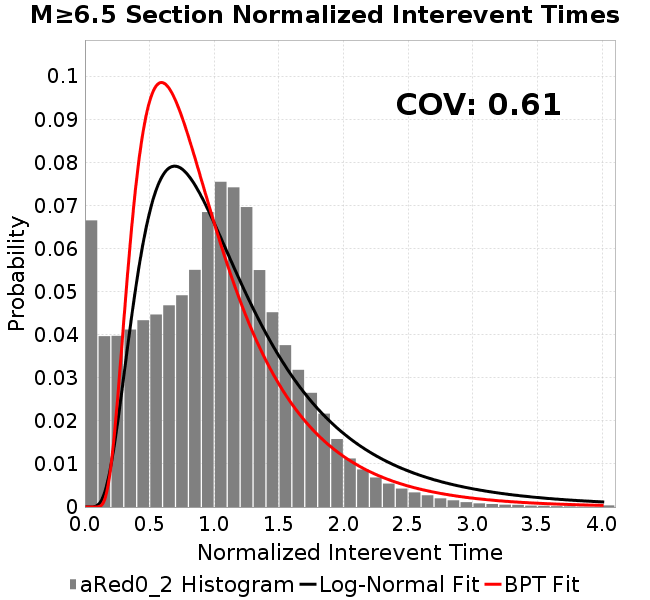 M≥6.5 Section Normalized Interevent Times
COV: 0.61
Probability
0.1
0.09
0.08
0.07
0.06
0.05
0.04
0.03
0.02
0.01
0
0.0 0.5 1.0 1.5 2.0 2.5 3.0 3.5 4.0
Normalized Interevent Time
aRed0_2 Histogram Log-Normal Fit BPT Fit